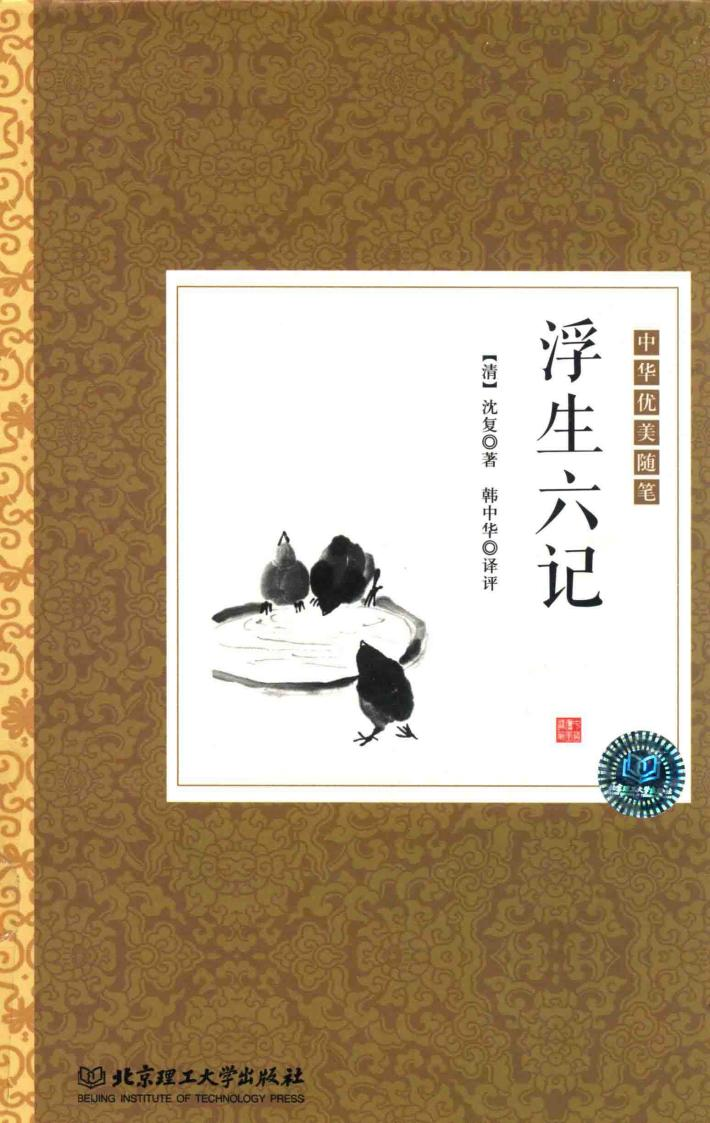 中华优美随笔
浮生六记
【清】沈复◎著 韩中华◎译评
北京理工大学出版社
BEIJING INSTITUTE OF TECHNOLOGY PRESS